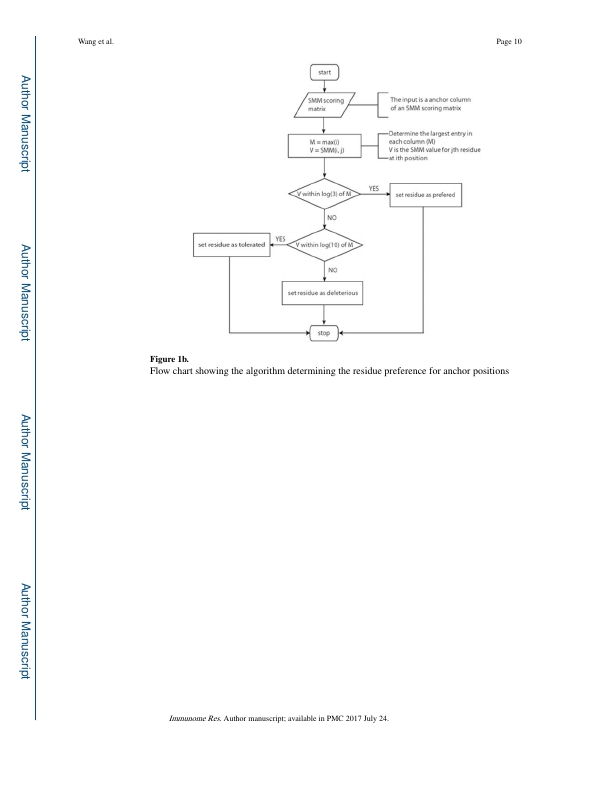 Wang et al.
Page 10
Author Manuscript
Author Manuscript
Author Manuscript
Author Manuscript
start
SMM scoring
matrix
The input is a anchor column
of an SMM scoring matrix
M = max(i)
V = SMM(i, j)
Determine the largest entry in
each column (M)
V is the SMM value for jth residue
at ith position
V within log(3) of M
YES
set residue as prefered
NO
set residue as tolerated
YES
V within log(10) of M
NO
set residue as deleterious
stop
Figure 1b.
Flow chart showing the algorithm determining the residue preference for anchor positions
Immunome Res. Author manuscript; available in PMC 2017 July 24.